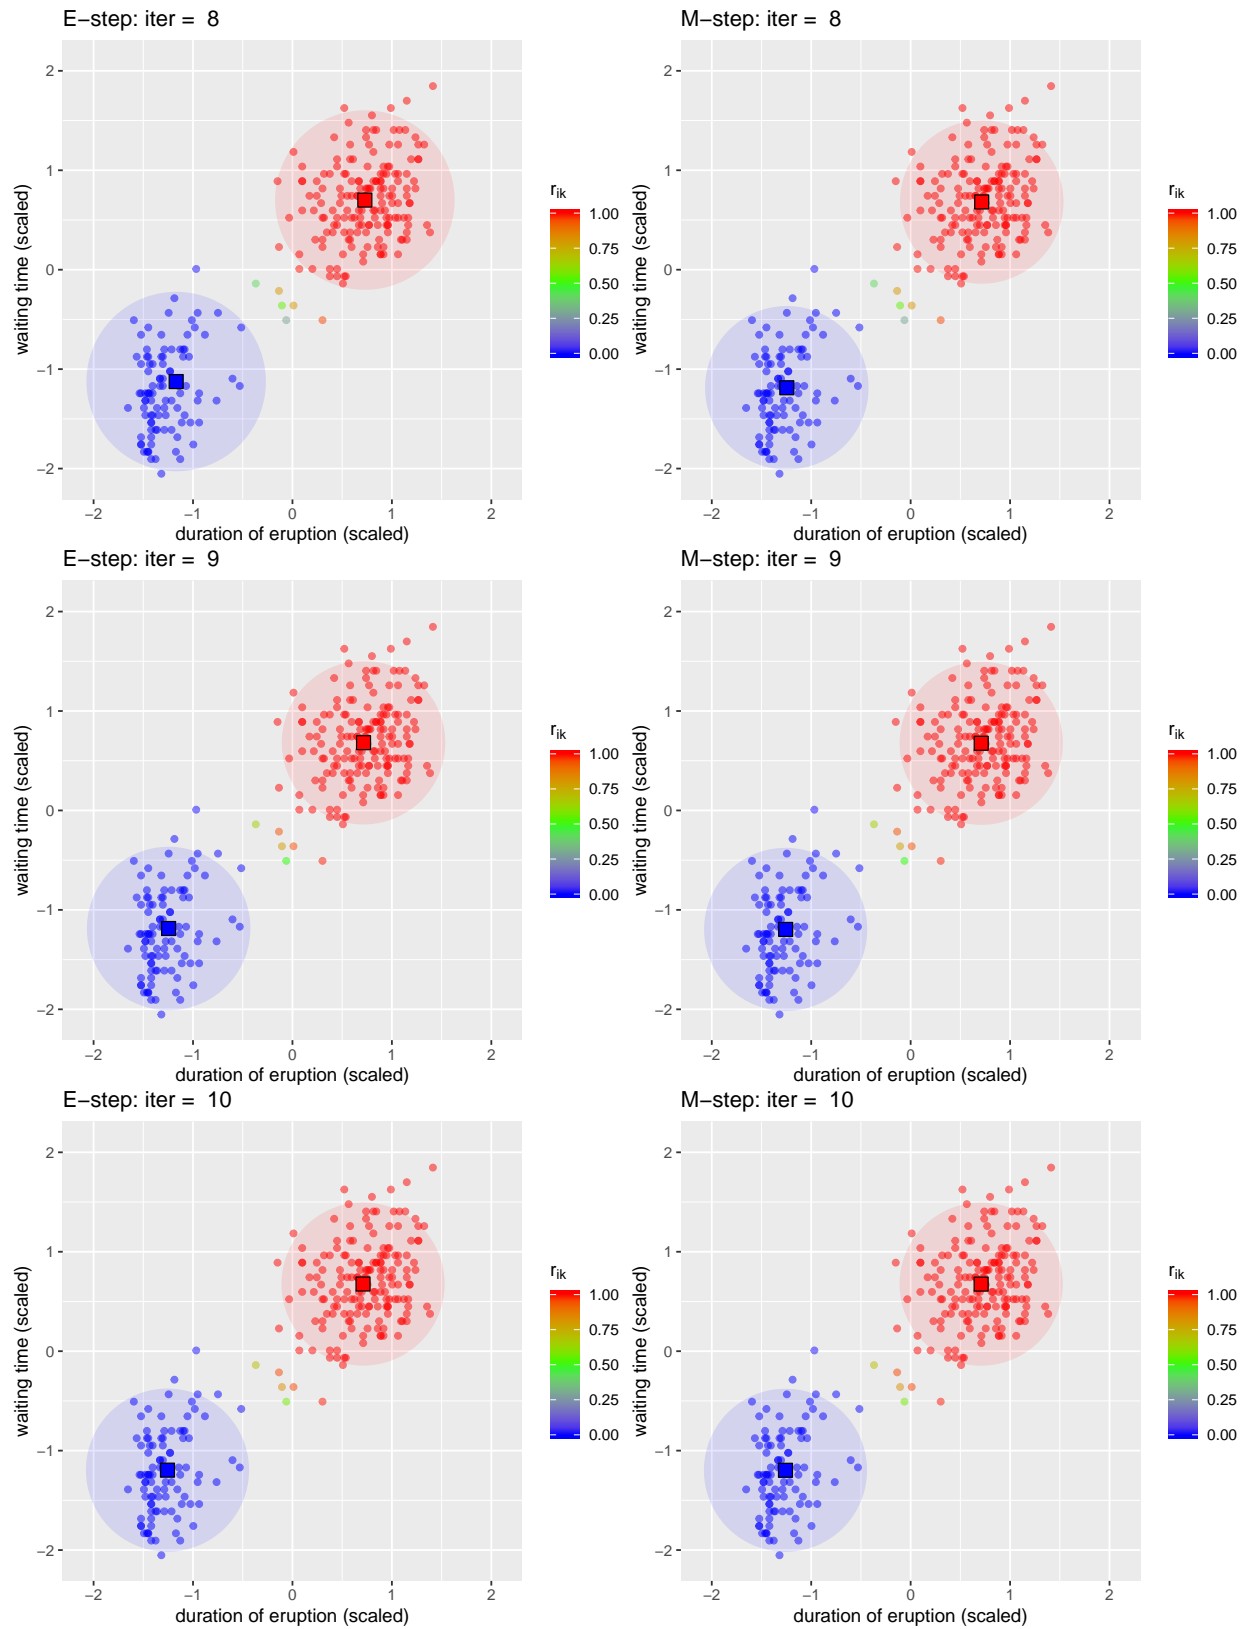 E−step: iter = 8
waiting time (scaled)
2
1
0
−1
−2
−2 −1 0 1 2
duration of eruption (scaled)
rik
1.00
0.75
0.50
0.25
0.00
M−step: iter = 8
waiting time (scaled)
2
1
0
−1
−2
−2 −1 0 1 2
duration of eruption (scaled)
rik
1.00
0.75
0.50
0.25
0.00
E−step: iter = 9
waiting time (scaled)
2
1
0
−1
−2
−2 −1 0 1 2
duration of eruption (scaled)
rik
1.00
0.75
0.50
0.25
0.00
M−step: iter = 9
waiting time (scaled)
2
1
0
−1
−2
−2 −1 0 1 2
duration of eruption (scaled)
rik
1.00
0.75
0.50
0.25
0.00
E−step: iter = 10
waiting time (scaled)
2
1
0
−1
−2
−2 −1 0 1 2
duration of eruption (scaled)
rik
1.00
0.75
0.50
0.25
0.00
M−step: iter = 10
waiting time (scaled)
2
1
0
−1
−2
−2 −1 0 1 2
duration of eruption (scaled)
rik
1.00
0.75
0.50
0.25
0.00